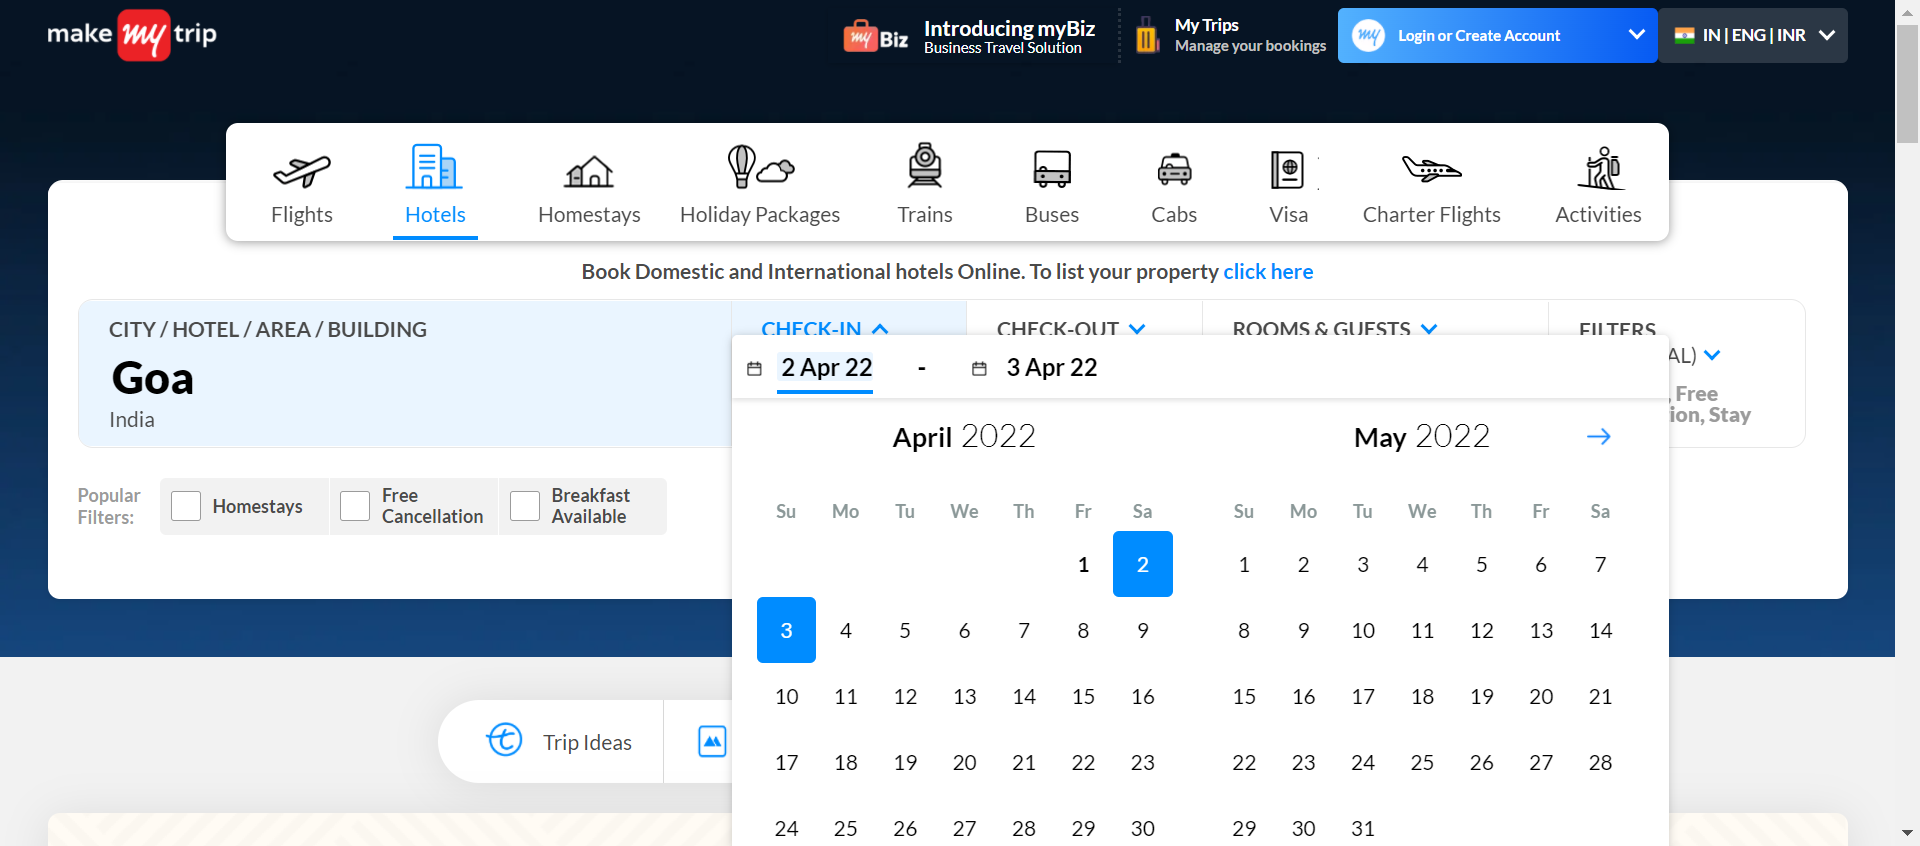 make my trip
my Biz
Introducing myBiz
Business Travel Solution
My Trips
Manage your bookings
my
Login or Create Account
IN | ENG | INR
Flights
Hotels
Homestays
Holiday Packages
Trains
Buses
Cabs
Visa
Charter Flights
Activities
Book Domestic and International hotels Online. To list your property click here
CITY / HOTEL / AREA / BUILDING
Goa
India
CHECK-IN
CHECK-OUT
ROOMS & GUESTS
FILTERS
AL)
, Free
ion, Stay
2 Apr 22 - 3 Apr 22
Popular
Filters:
Homestays
Free
Cancellation
Breakfast
Available
April 2022
Su Mo Tu We Th Fr Sa
1 2
3 4 5 6 7 8 9
10 11 12 13 14 15 16
17 18 19 20 21 22 23
24 25 26 27 28 29 30
May 2022
Su Mo Tu We Th Fr Sa
1 2 3 4 5 6 7
8 9 10 11 12 13 14
15 16 17 18 19 20 21
22 23 24 25 26 27 28
29 30 31
Trip Ideas